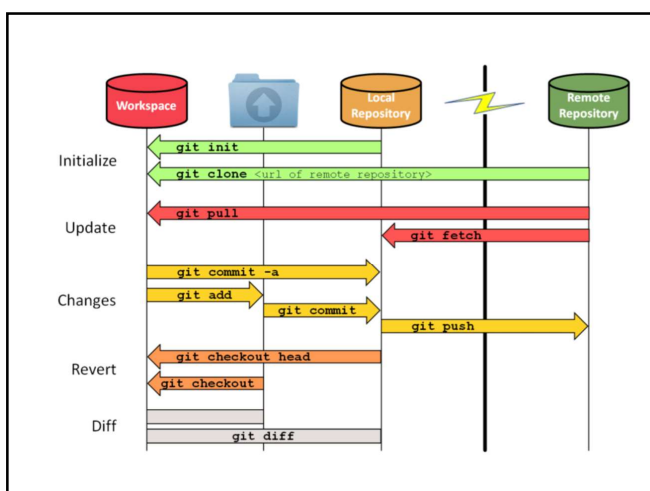 Workspace
Local
Repository
Remote
Repository
Initialize
git init
git clone <url of remote repository>
Update
git pull
git fetch
Changes
git commit -a
git add
git commit
git push
Revert
git checkout head
git checkout
Diff
git diff